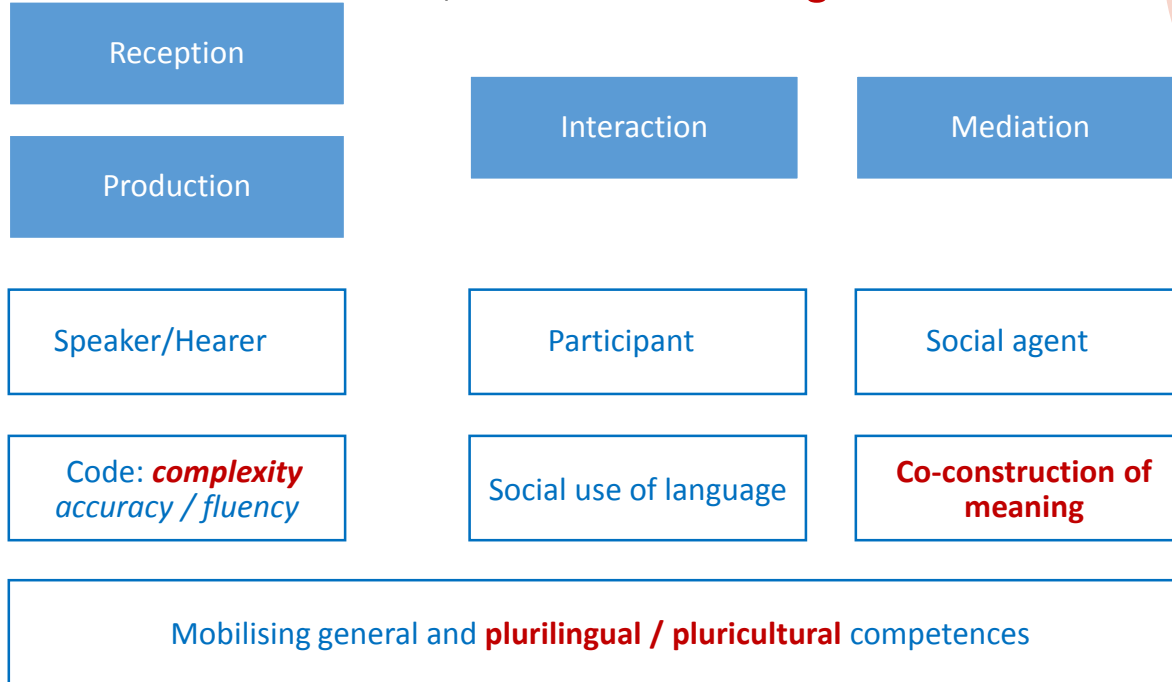 Reception
Production
Interaction
Mediation
Speaker/Hearer
Participant
Social agent
Code: complexity
accuracy / fluency
Social use of language
Co-construction of
meaning
Mobilising general and plurilingual / pluricultural competences